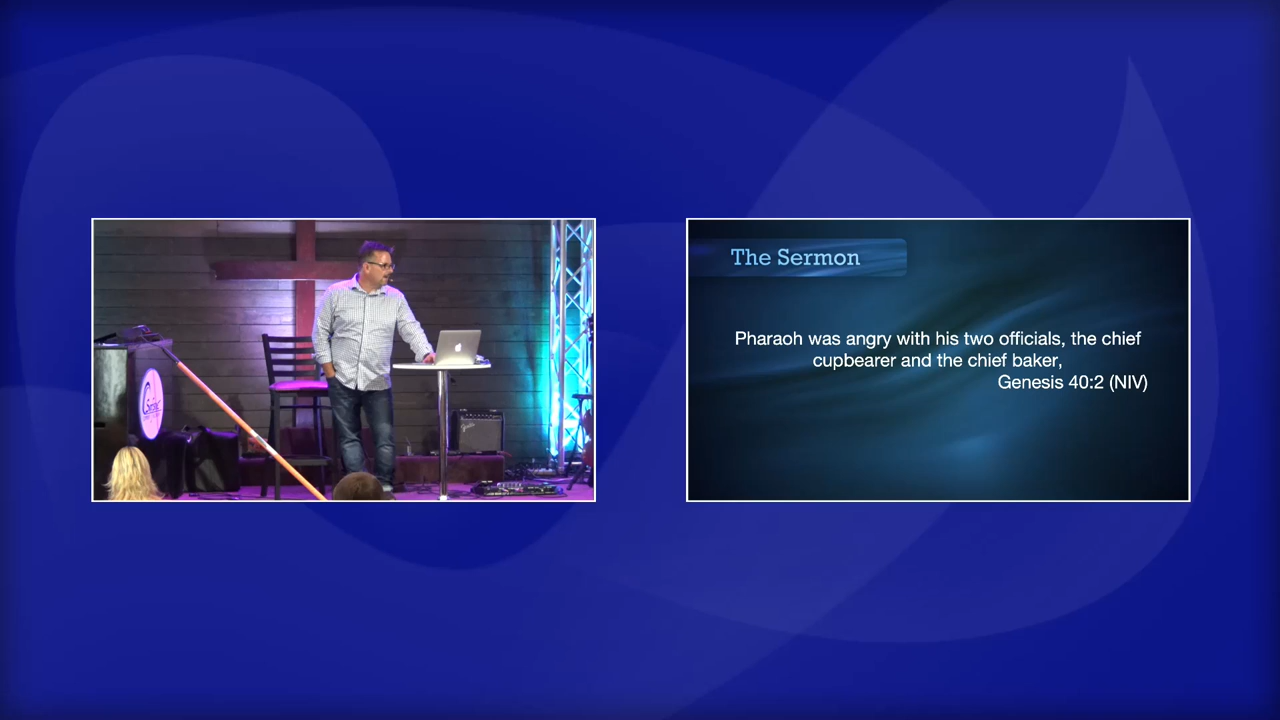 The Sermon
Pharaoh was angry with his two officials, the chief
cupbearer and the chief baker,
Genesis 40:2 (NIV)